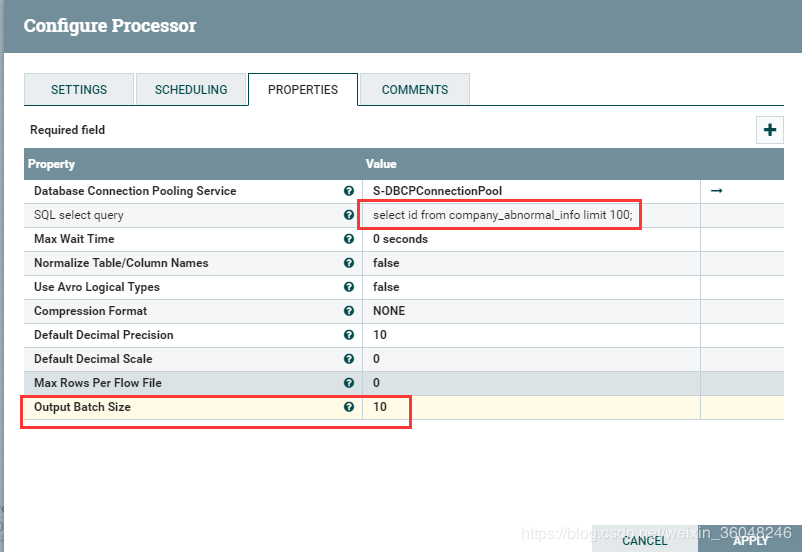 Configure Processor
SETTINGS SCHEDULING PROPERTIES COMMENTS
Required field
Property Value
Database Connection Pooling Service S-DBCPConnectionPool
SQL select query select id from company_abnormal_info limit 100;
Max Wait Time 0 seconds
Normalize Table/Column Names false
Use Avro Logical Types false
Compression Format NONE
Default Decimal Precision 10
Default Decimal Scale 0
Max Rows Per Flow File 0
Output Batch Size 10
https://blog.csdn.net/weixin_36048246
CANCEL APPLY